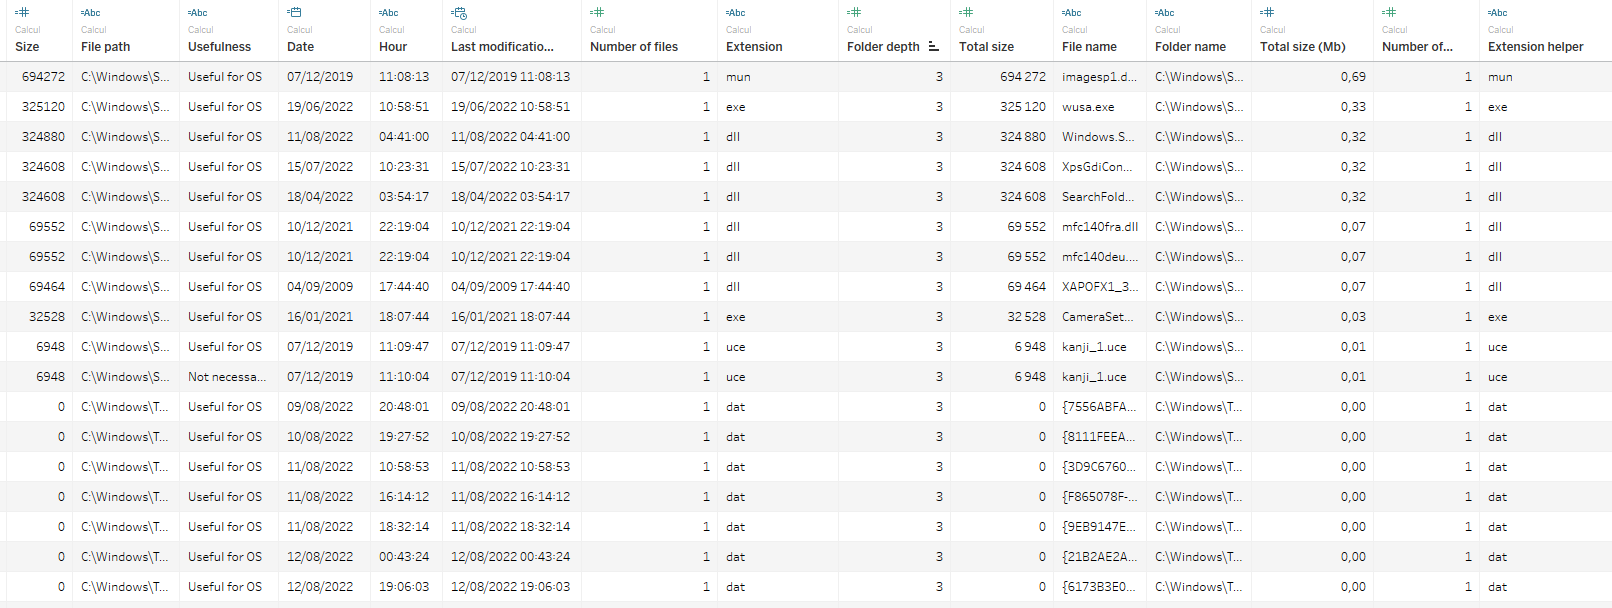 =# =Abc =Abc = =Abc = =# =Abc =# =# =Abc =Abc =# =# =Abc
Calcul Calcul Calcul Calcul Calcul Calcul Calcul Calcul Calcul Calcul Calcul Calcul Calcul Calcul Calcul
Size File path Usefulness Date Hour Last modificatio... Number of files Extension Folder depth Total size File name Folder name Total size (Mb) Number of... Extension helper
694272 C:\Windows\S... Useful for OS 07/12/2019 11:08:13 07/12/2019 11:08:13 1 mun 3 694 272 imagesp1.d... C:\Windows\S... 0,69 1 mun
325120 C:\Windows\S... Useful for OS 19/06/2022 10:58:51 19/06/2022 10:58:51 1 exe 3 325 120 wusa.exe C:\Windows\S... 0,33 1 exe
324880 C:\Windows\S... Useful for OS 11/08/2022 04:41:00 11/08/2022 04:41:00 1 dll 3 324 880 Windows.S... C:\Windows\S... 0,32 1 dll
324608 C:\Windows\S... Useful for OS 15/07/2022 10:23:31 15/07/2022 10:23:31 1 dll 3 324 608 XpsGdiCon... C:\Windows\S... 0,32 1 dll
324608 C:\Windows\S... Useful for OS 18/04/2022 03:54:17 18/04/2022 03:54:17 1 dll 3 324 608 SearchFold... C:\Windows\S... 0,32 1 dll
69552 C:\Windows\S... Useful for OS 10/12/2021 22:19:04 10/12/2021 22:19:04 1 dll 3 69 552 mfc140fra.dll C:\Windows\S... 0,07 1 dll
69552 C:\Windows\S... Useful for OS 10/12/2021 22:19:04 10/12/2021 22:19:04 1 dll 3 69 552 mfc140deu.... C:\Windows\S... 0,07 1 dll
69464 C:\Windows\S... Useful for OS 04/09/2009 17:44:40 04/09/2009 17:44:40 1 dll 3 69 464 XAPOFX1_3... C:\Windows\S... 0,07 1 dll
32528 C:\Windows\S... Useful for OS 16/01/2021 18:07:44 16/01/2021 18:07:44 1 exe 3 32 528 CameraSet... C:\Windows\S... 0,03 1 exe
6948 C:\Windows\S... Useful for OS 07/12/2019 11:09:47 07/12/2019 11:09:47 1 uce 3 6 948 kanji_1.uce C:\Windows\S... 0,01 1 uce
6948 C:\Windows\S... Not necessa... 07/12/2019 11:10:04 07/12/2019 11:10:04 1 uce 3 6 948 kanji_1.uce C:\Windows\S... 0,01 1 uce
0 C:\Windows\T... Useful for OS 09/08/2022 20:48:01 09/08/2022 20:48:01 1 dat 3 0 {7556ABFA... C:\Windows\T... 0,00 1 dat
0 C:\Windows\T... Useful for OS 10/08/2022 19:27:52 10/08/2022 19:27:52 1 dat 3 0 {8111FEEA... C:\Windows\T... 0,00 1 dat
0 C:\Windows\T... Useful for OS 11/08/2022 10:58:53 11/08/2022 10:58:53 1 dat 3 0 {3D9C6760... C:\Windows\T... 0,00 1 dat
0 C:\Windows\T... Useful for OS 11/08/2022 16:14:12 11/08/2022 16:14:12 1 dat 3 0 {F865078F-... C:\Windows\T... 0,00 1 dat
0 C:\Windows\T... Useful for OS 11/08/2022 18:32:14 11/08/2022 18:32:14 1 dat 3 0 {9EB9147E... C:\Windows\T... 0,00 1 dat
0 C:\Windows\T... Useful for OS 12/08/2022 00:43:24 12/08/2022 00:43:24 1 dat 3 0 {21B2AE2A... C:\Windows\T... 0,00 1 dat
0 C:\Windows\T... Useful for OS 12/08/2022 19:06:03 12/08/2022 19:06:03 1 dat 3 0 {6173B3E0... C:\Windows\T... 0,00 1 dat